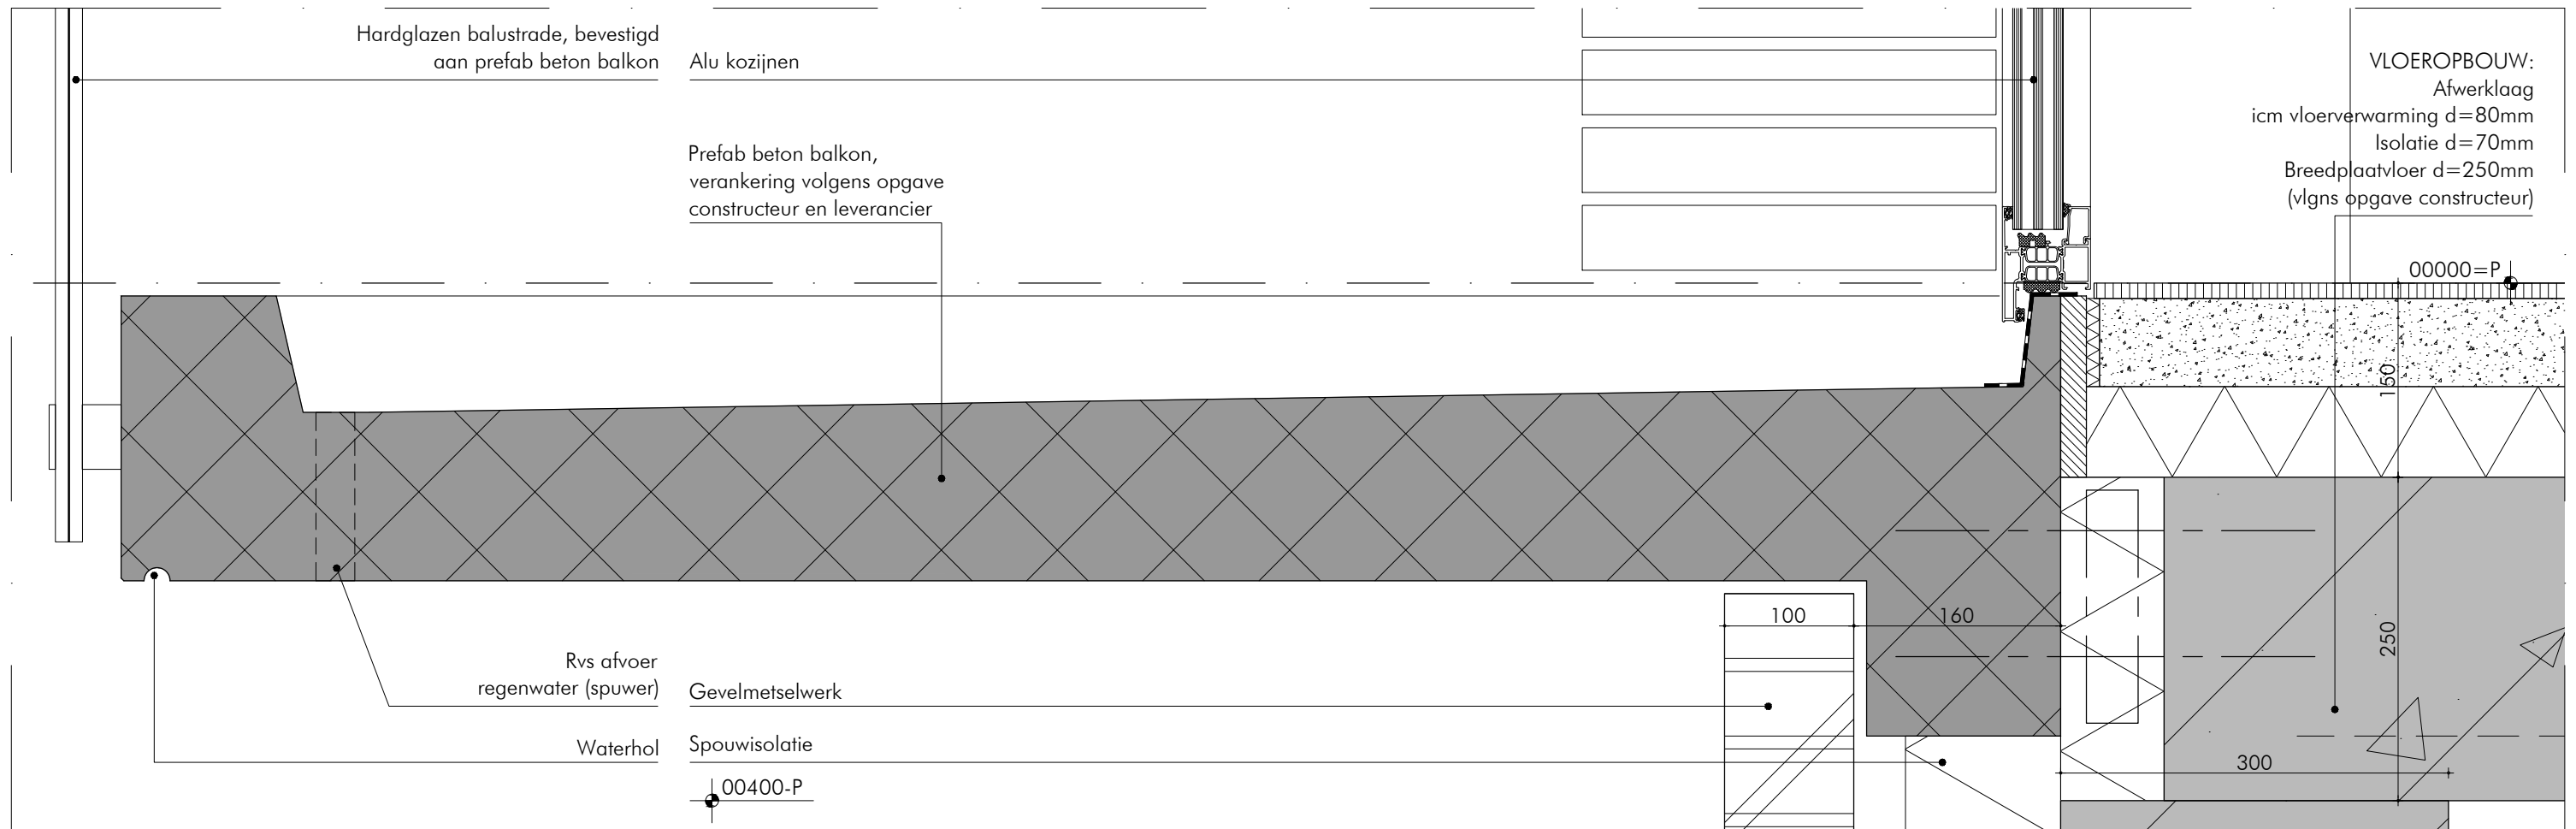 Hardglazen balustrade, bevestigd
aan prefab beton balkon
Alu kozijnen
VLOEROPBOUW:
Afwerklaag
icm vloerverwarming d=80mm
Isolatie d=70mm
Breedplaatvloer d=250mm
(vlgns opgave constructeur)
Prefab beton balkon,
verankering volgens opgave
constructeur en leverancier
00000=P
150
100
160
250
Rvs afvoer
regenwater (spuwer)
Gevelmetselwerk
Waterhol
Spouwisolatie
300
00400-P